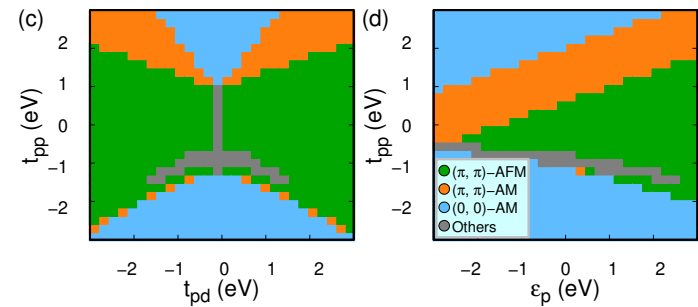 (c)
(d)
2
1
0
−1
−2
t_pp (eV)
−2 −1 0 1 2
t_pd (eV)
2
1
0
−1
−2
t_pp (eV)
(π, π)−AFM
(π, π)−AM
(0, 0)−AM
Others
−2 −1 0 1 2
ε_p (eV)